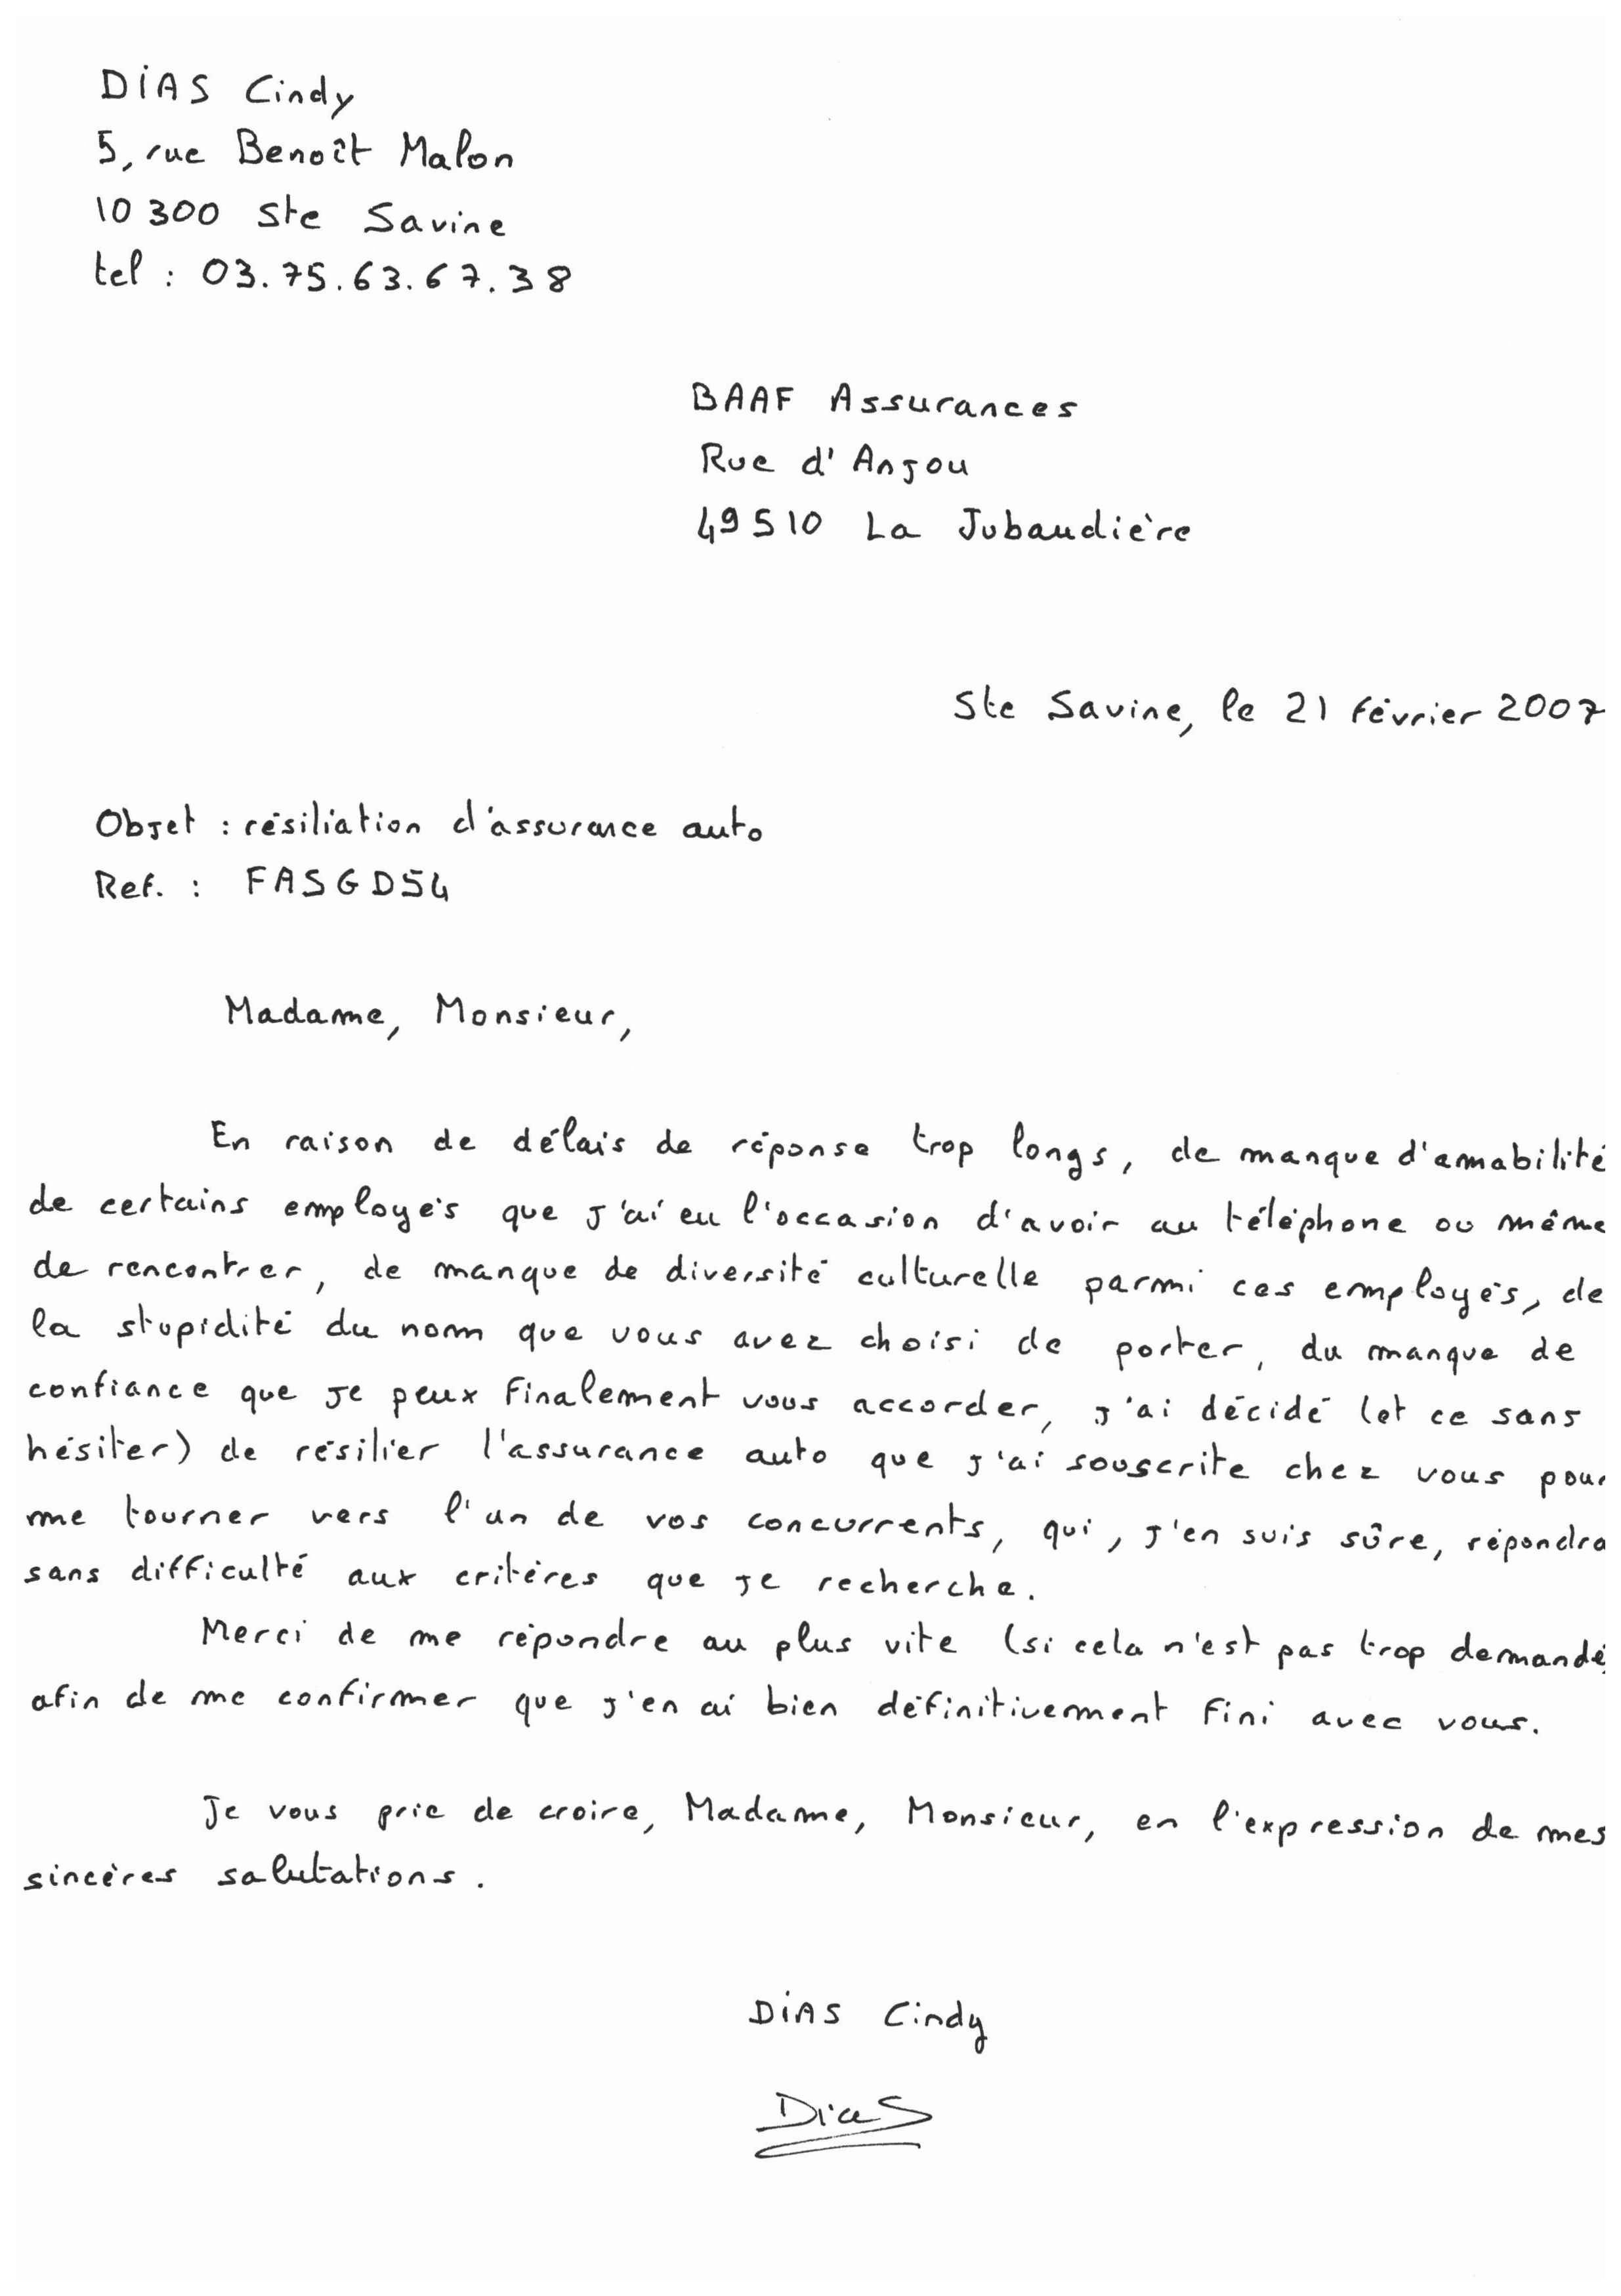 DIAS Cindy
5, rue Benoît Malon
10 300 Ste Savine
tel : 03.75.63.67.38
BAAF Assurances
Rue d'Anjou
49510 La Jubaudière
Ste Savine, le 21 février 2007
Objet : résiliation d'assurance auto
Ref. : FASGD54
Madame, Monsieur,
En raison de délais de réponse trop longs, de manque d'amabilité
de certains employés que j'ai eu l'occasion d'avoir au téléphone ou même
de rencontrer, de manque de diversité culturelle parmi ces employés, de
la stupidité du nom que vous avez choisi de porter, du manque de
confiance que je peux finalement vous accorder, j'ai décidé (et ce sans
hésiter) de résilier l'assurance auto que j'ai souscrite chez vous pour
me tourner vers l'un de vos concurrents, qui, j'en suis sûre, répondra
sans difficulté aux critères que je recherche.
Merci de me répondre au plus vite (si cela n'est pas trop demandé)
afin de me confirmer que j'en ai bien définitivement fini avec vous.
Je vous prie de croire, Madame, Monsieur, en l'expression de mes
sincères salutations.
DIAS Cindy
Dias